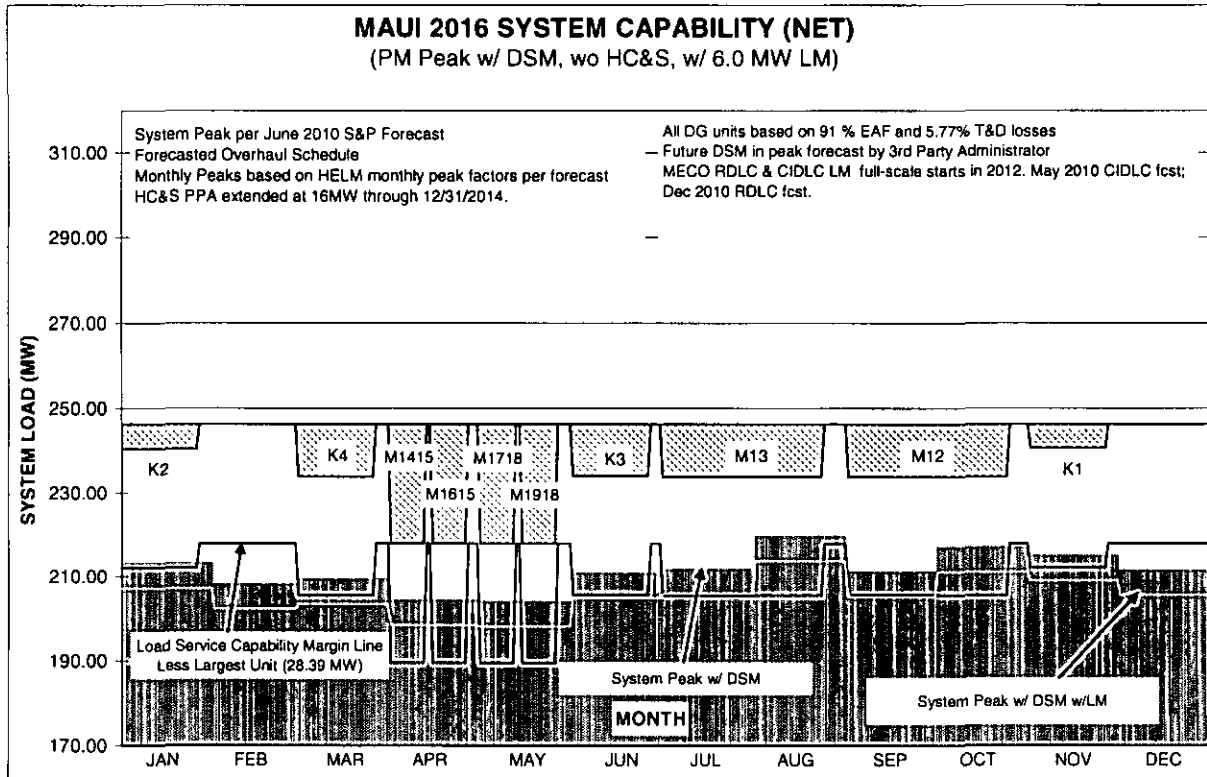 MAUI 2016 SYSTEM CAPABILITY (NET)
(PM Peak w/ DSM, wo HC&S, w/ 6.0 MW LM)
System Peak per June 2010 S&P Forecast
Forecasted Overhaul Schedule
Monthly Peaks based on HELM monthly peak factors per forecast
HC&S PPA extended at 16MW through 12/31/2014.
All DG units based on 91 % EAF and 5.77% T&D losses
Future DSM in peak forecast by 3rd Party Administrator
MECO RDLC & CIDLC LM full-scale starts in 2012. May 2010 CIDLC fcst;
Dec 2010 RDLC fcst.
SYSTEM LOAD (MW)
310.00
290.00
270.00
250.00
230.00
210.00
190.00
170.00
K2
K4
M1415
M1615
M1718
M1918
K3
M13
M12
K1
Load Service Capability Margin Line
Less Largest Unit (28.39 MW)
System Peak w/ DSM
System Peak w/ DSM w/LM
MONTH
JAN FEB MAR APR MAY JUN JUL AUG SEP OCT NOV DEC